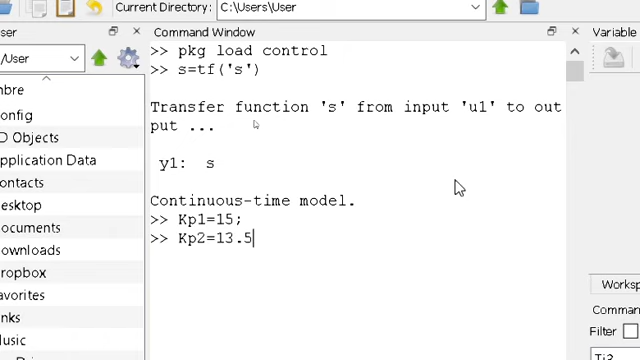 Current Directory: C:\Users\User
ser
Command Window
Variable
/User
mbre
onfig
D Objects
pplication Data
ontacts
esktop
ocuments
ownloads
ropbox
avorites
nks
usic
>> pkg load control
>> s=tf('s')
Transfer function 's' from input 'u1' to out
put ...
y1: s
Continuous-time model.
>> Kp1=15;
>> Kp2=13.5
Worksp
Comman
Filter